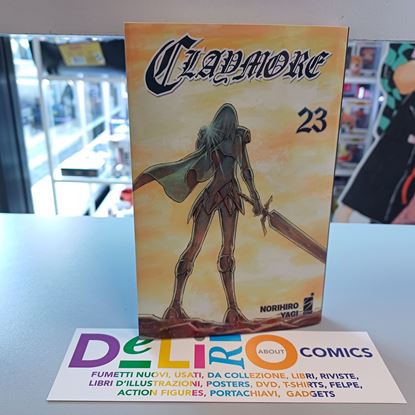 CLAYMORE
23
NORIHIRO
YAGI
DELIRIO ABOUT COMICS
FUMETTI NUOVI, USATI, DA COLLEZIONE, LIBRI, RIVISTE,
LIBRI D'ILLUSTRAZIONI, POSTERS, DVD, T-SHIRTS, FELPE,
ACTION FIGURES, PORTACHIAVI, GADGETS